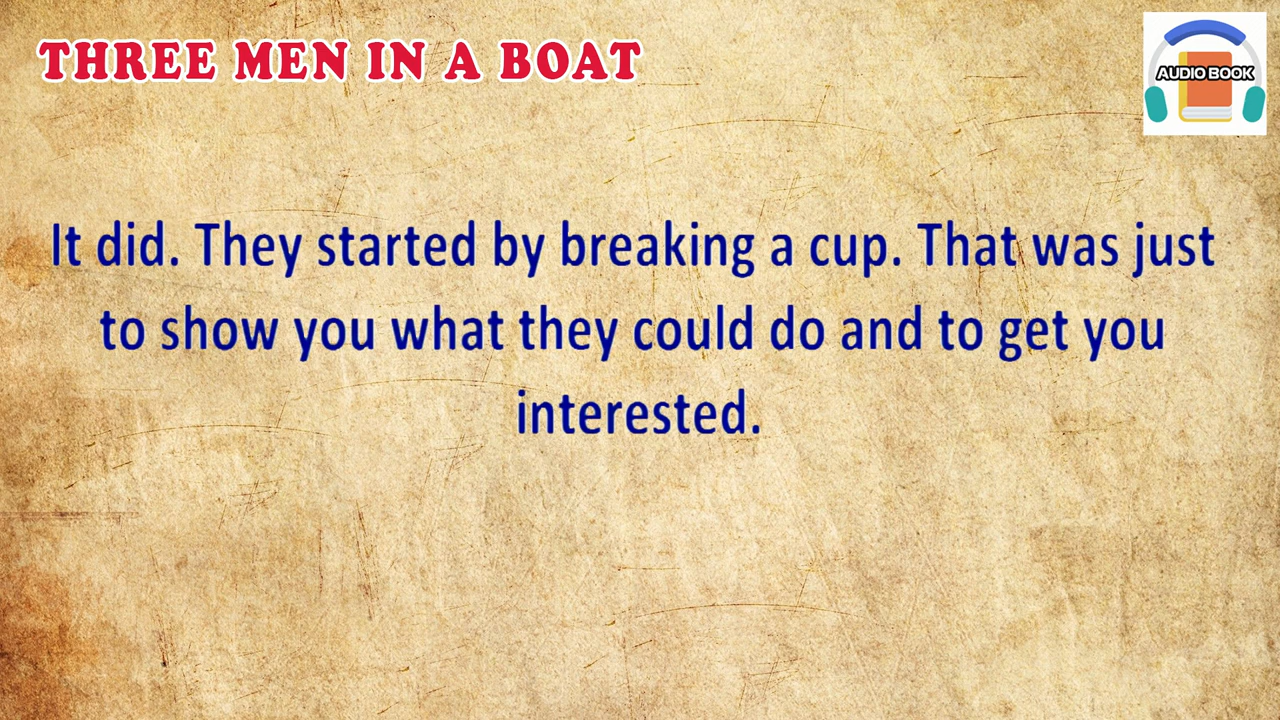 THREE MEN IN A BOAT
AUDIO BOOK
It did. They started by breaking a cup. That was just
to show you what they could do and to get you
interested.